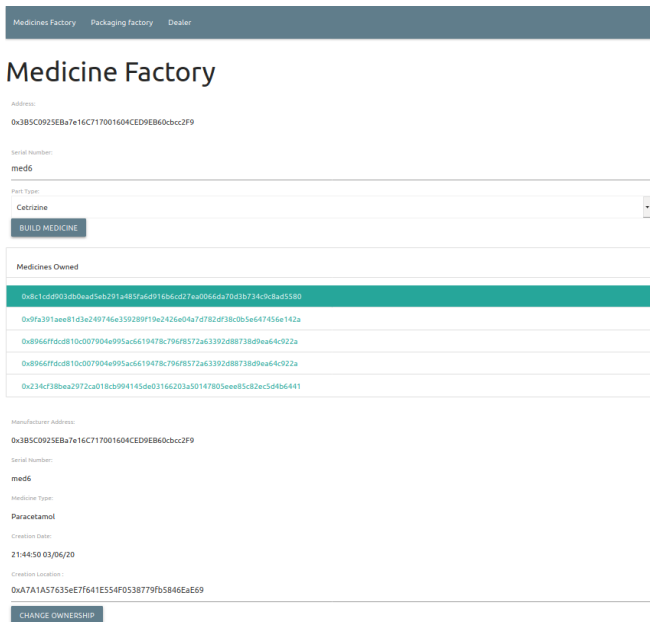 Medicines Factory Packaging factory Dealer
Medicine Factory
Address:
0x3B5C0925EBa7e16C717001604CED9EB60cbcc2F9
Serial Number:
med6
Part Type:
Cetrizine
BUILD MEDICINE
Medicines Owned
0x8c1cdd903db0ead5eb291a485fa6d916b6cd27ea0066da70d3b734c9c8ad5580
0x9fa391aee81d3e249746e359289f19e2426e04a7d782df38c0b5e647456e142a
0x8966ffdcd810c007904e995ac6619478c796f8572a63392d88738d9ea64c922a
0x8966ffdcd810c007904e995ac6619478c796f8572a63392d88738d9ea64c922a
0x234cf38bea2972ca018cb994145de03166203a50147805eee85c82ec5d4b6441
Manufacturer Address:
0x3B5C0925EBa7e16C717001604CED9EB60cbcc2F9
Serial Number:
med6
Medicine Type:
Paracetamol
Creation Date:
21:44:50 03/06/20
Creation Location :
0xA7A1A57635eE7f641E554F0538779fb5846EaE69
CHANGE OWNERSHIP